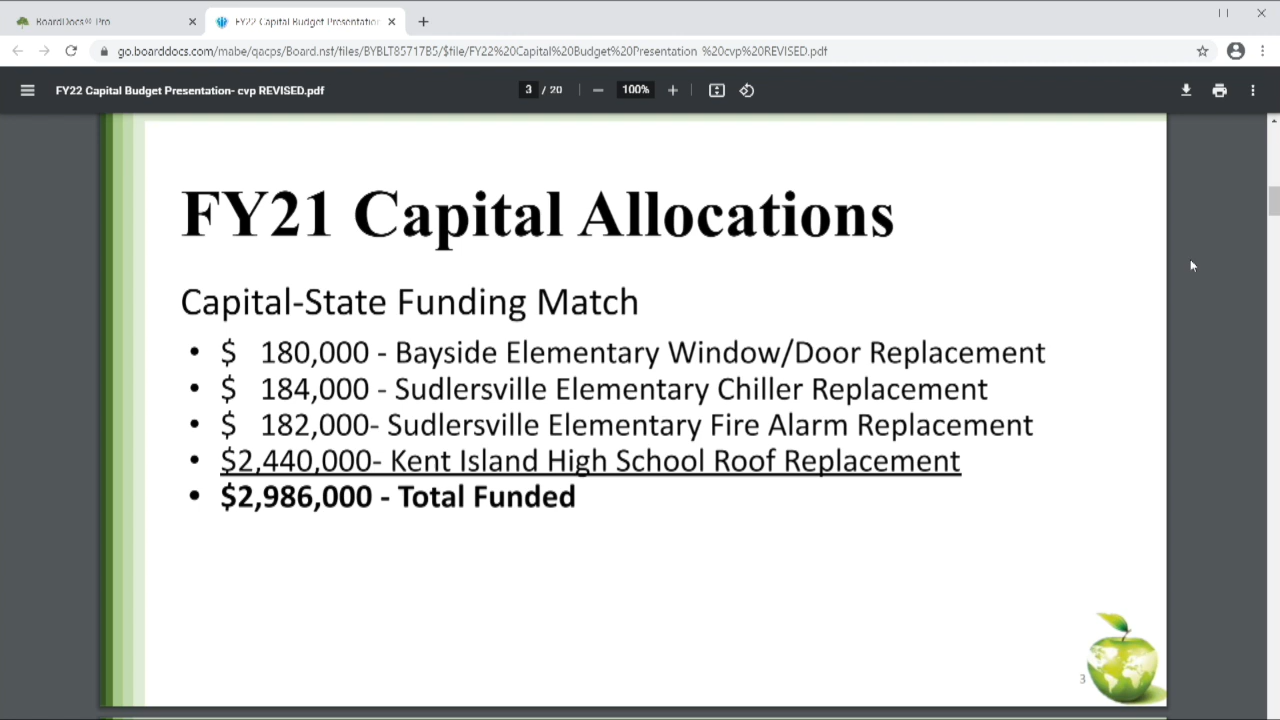 BoardDocs® Pro
FY22 Capital Budget Presentation
go.boarddocs.com/mabe/qacps/Board.nsf/files/BYBLT85717B5/$file/FY22%20Capital%20Budget%20Presentation %20cvp%20REVISED.pdf
FY22 Capital Budget Presentation- cvp REVISED.pdf
3 / 20
100%
FY21 Capital Allocations
Capital-State Funding Match
• $ 180,000 - Bayside Elementary Window/Door Replacement
• $ 184,000 - Sudlersville Elementary Chiller Replacement
• $ 182,000- Sudlersville Elementary Fire Alarm Replacement
• $2,440,000- Kent Island High School Roof Replacement
• $2,986,000 - Total Funded
3